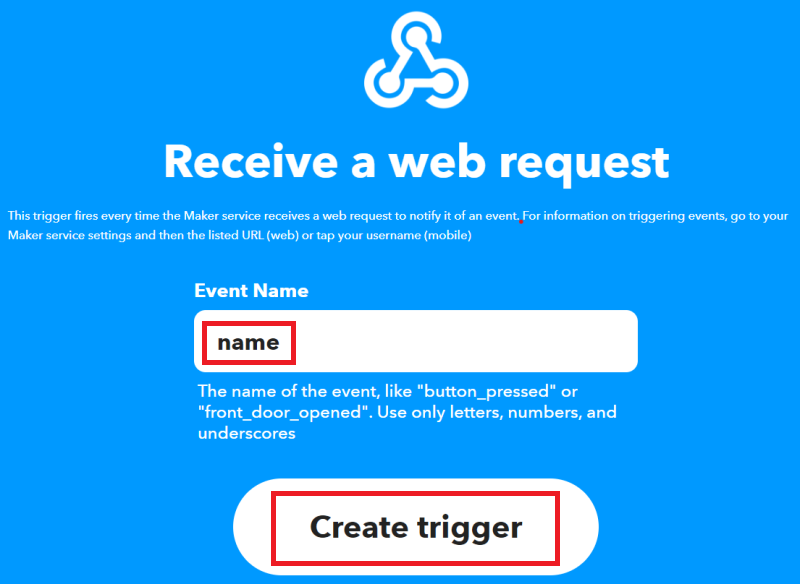 Receive a web request
This trigger fires every time the Maker service receives a web request to notify it of an event. For information on triggering events, go to your
Maker service settings and then the listed URL (web) or tap your username (mobile)
Event Name
name
The name of the event, like "button_pressed" or
"front_door_opened". Use only letters, numbers, and
underscores
Create trigger